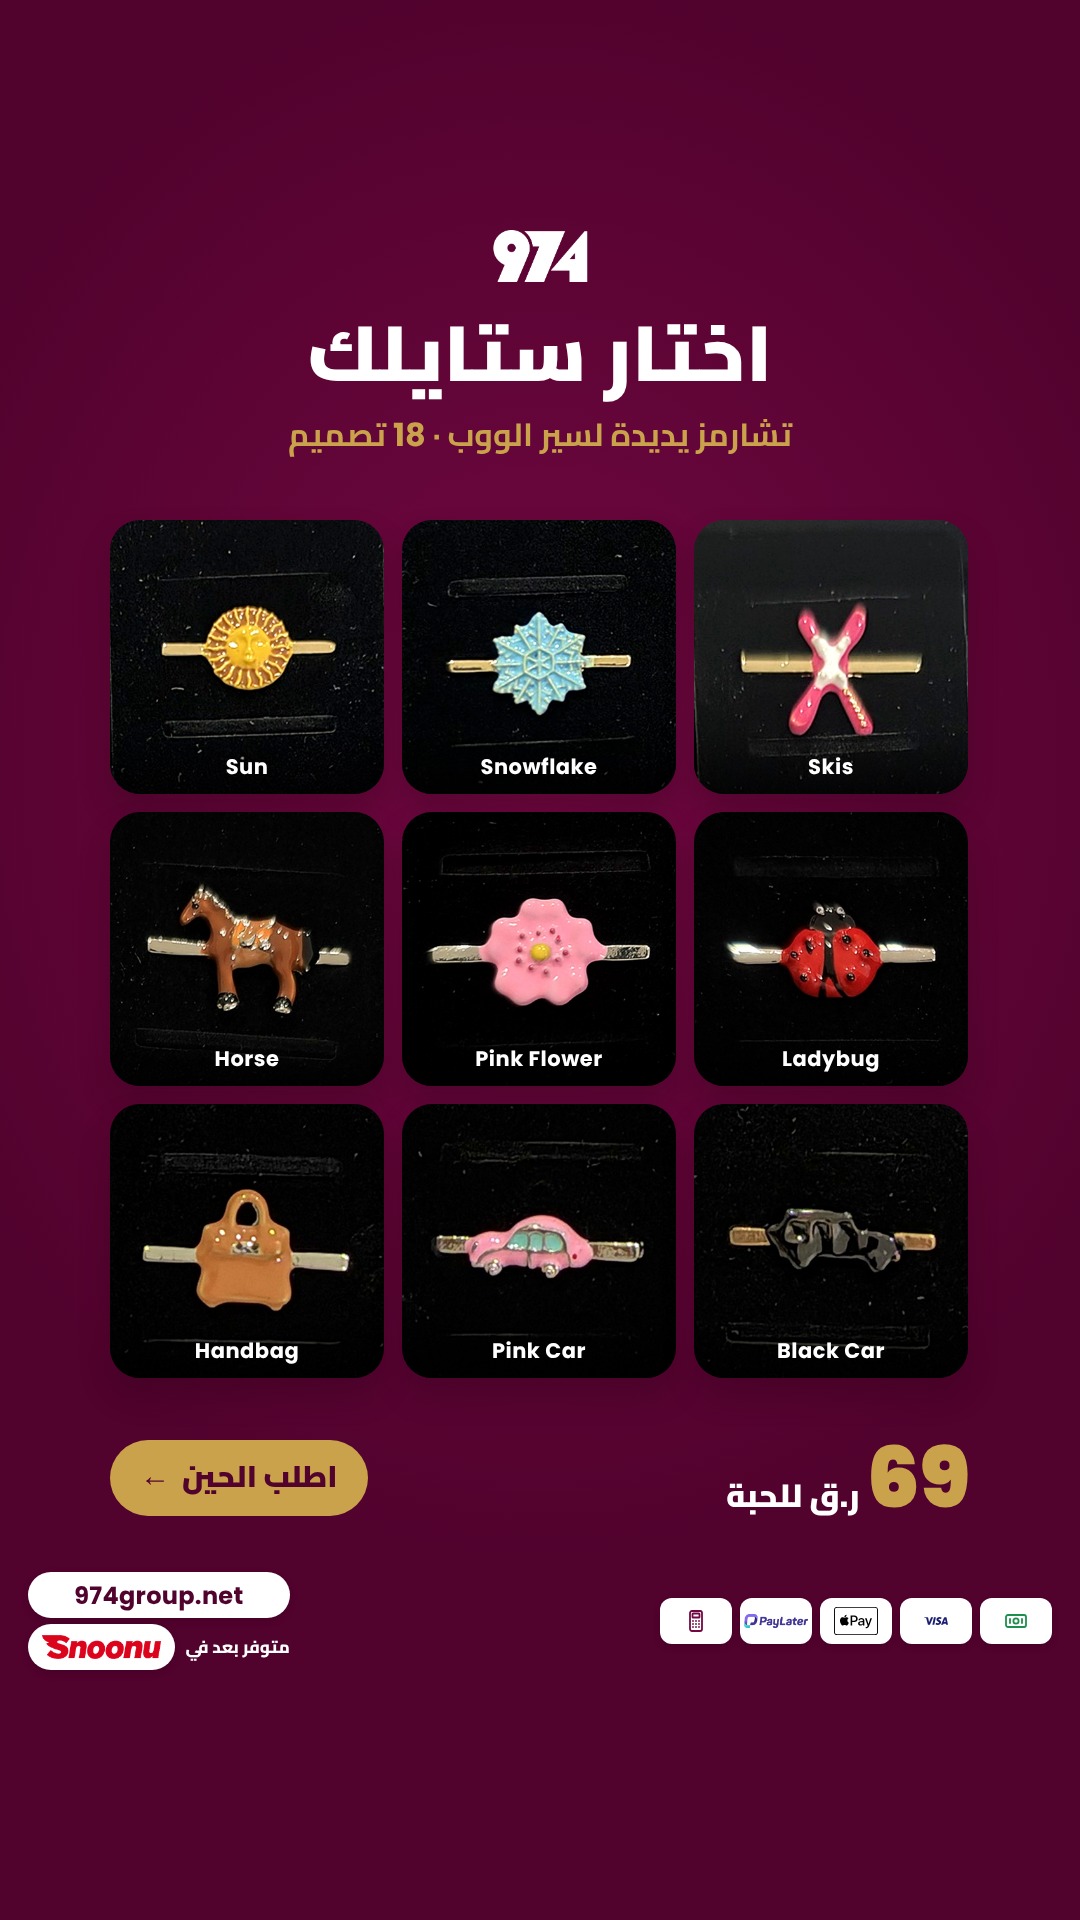 974
اختار ستايلك
تشارمز يديدة لسير الووب · 18 تصميم
Sun
Snowflake
Skis
Horse
Pink Flower
Ladybug
Handbag
Pink Car
Black Car
69 ر.ق للحبة
اطلب الحين ←
974group.net
متوفر بعد في Snoonu
PayLater
Pay
VISA